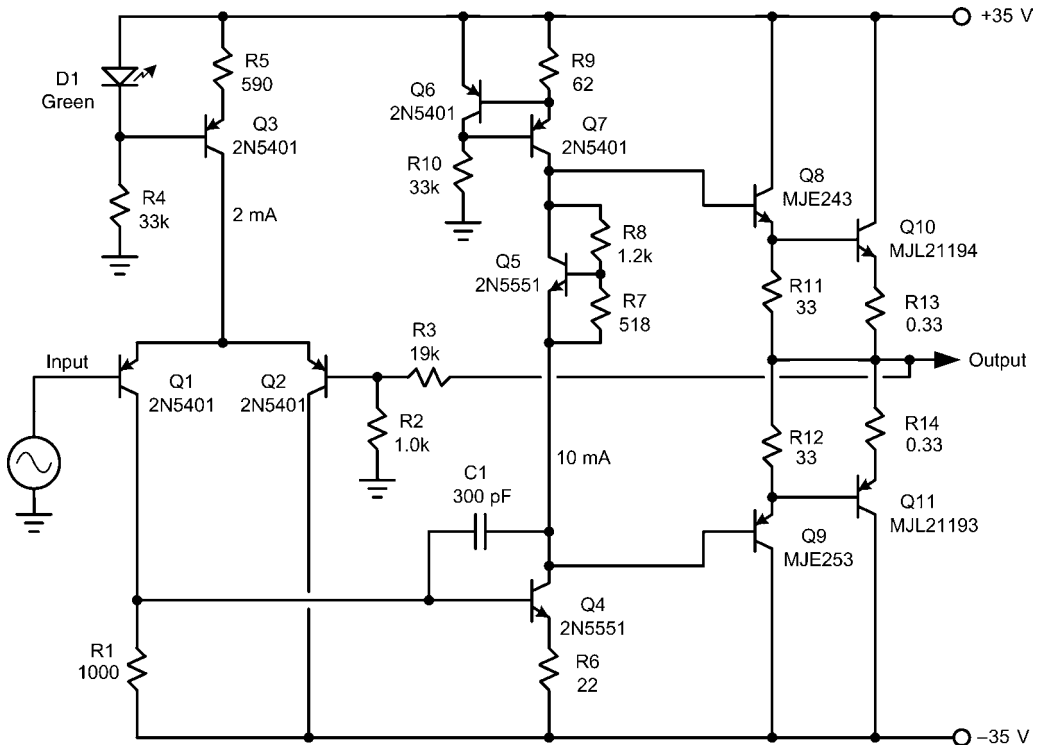 +35 V
R5
590
R9
62
D1
Green
Q6
2N5401
Q3
2N5401
Q7
2N5401
R10
33k
R4
33k
2 mA
Q8
MJE243
R8
1.2k
Q10
MJL21194
Q5
2N5551
R11
33
R7
518
R13
0.33
R3
19k
Input
Output
Q1
2N5401
Q2
2N5401
R2
1.0k
R14
0.33
R12
33
10 mA
C1
300 pF
Q11
MJL21193
Q9
MJE253
Q4
2N5551
R1
1000
R6
22
–35 V